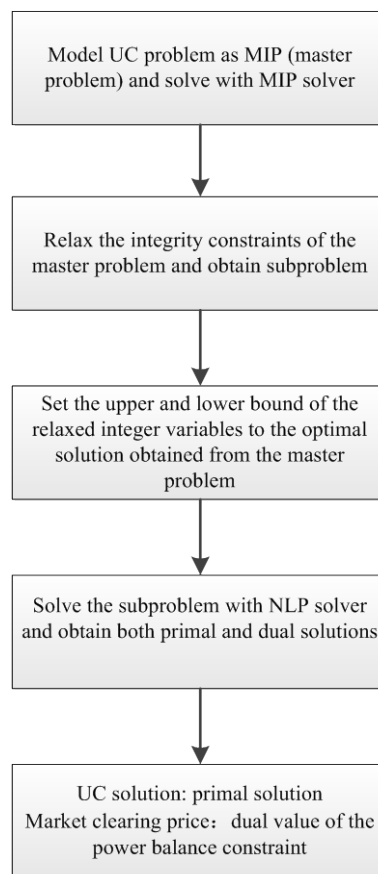 Model UC problem as MIP (master
problem) and solve with MIP solver
Relax the integrity constraints of the
master problem and obtain subproblem
Set the upper and lower bound of the
relaxed integer variables to the optimal
solution obtained from the master
problem
Solve the subproblem with NLP solver
and obtain both primal and dual solutions
UC solution: primal solution
Market clearing price：dual value of the
power balance constraint